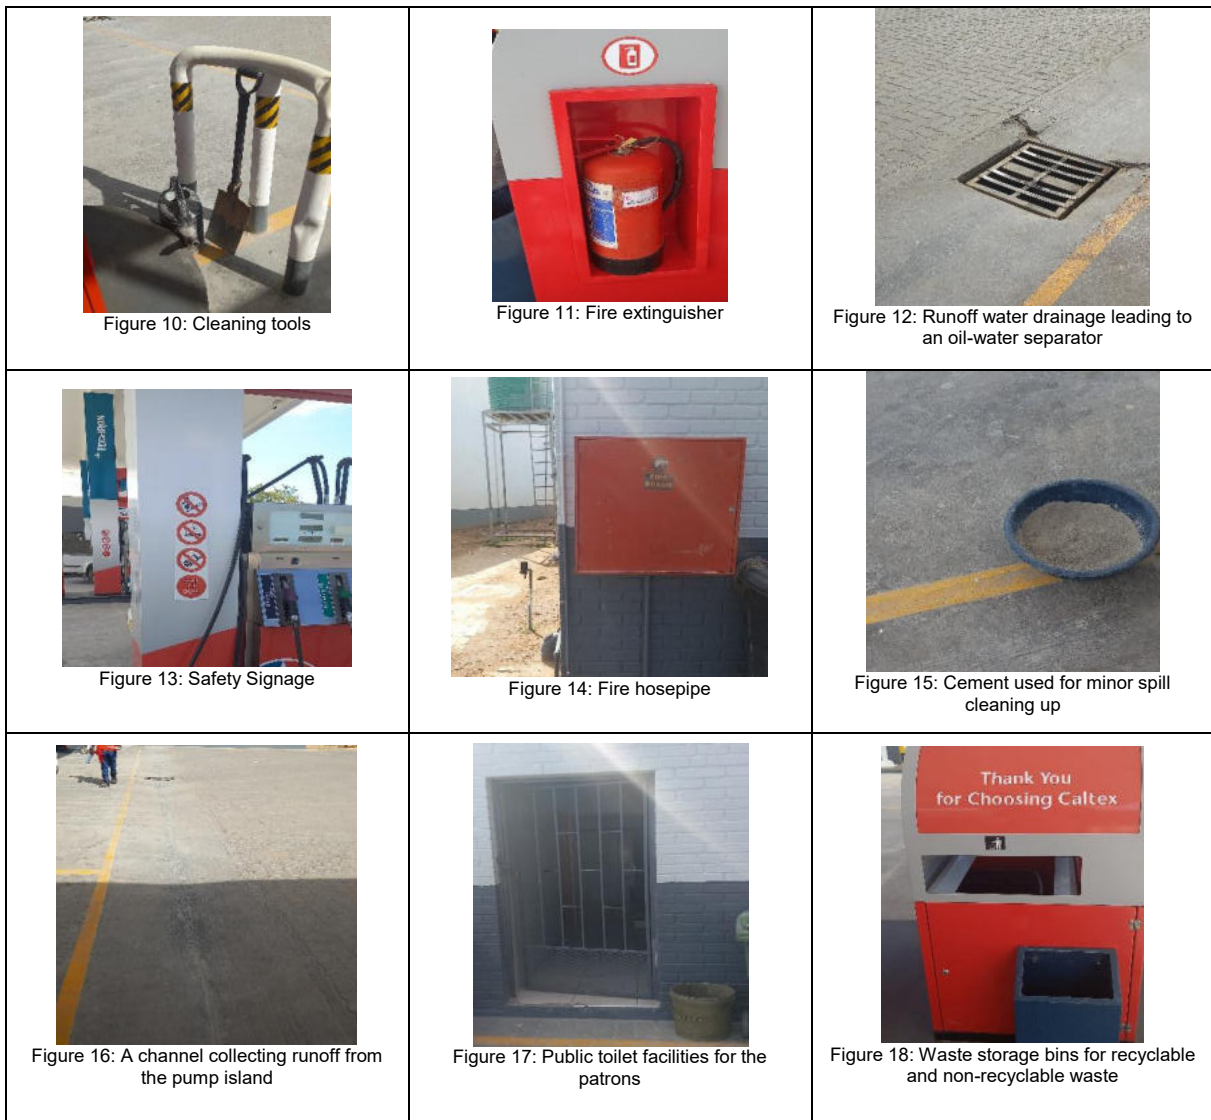 Figure 10: Cleaning tools
Figure 11: Fire extinguisher
Figure 12: Runoff water drainage leading to
an oil-water separator
Figure 13: Safety Signage
Figure 14: Fire hosepipe
Figure 15: Cement used for minor spill
cleaning up
Thank You
for Choosing Caltex
Figure 16: A channel collecting runoff from
the pump island
Figure 17: Public toilet facilities for the
patrons
Figure 18: Waste storage bins for recyclable
and non-recyclable waste